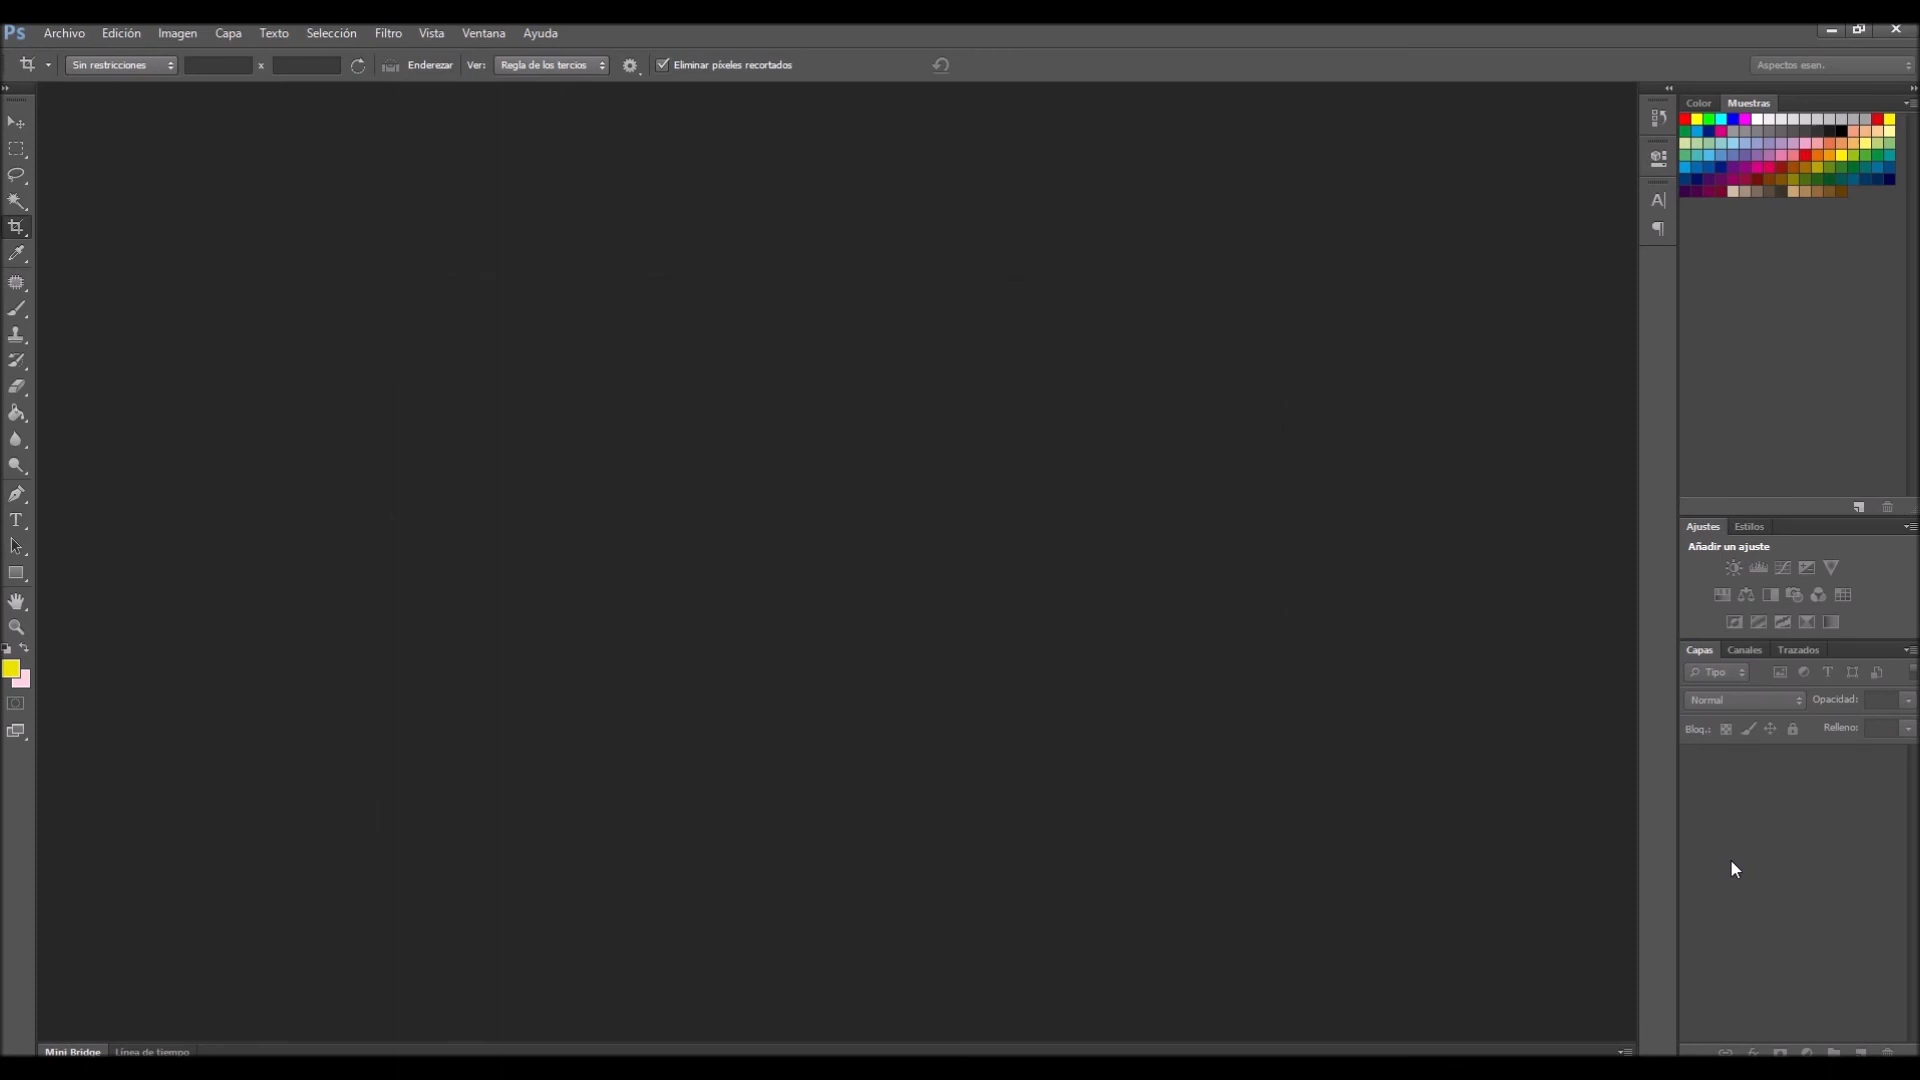 Ps Archivo Edición Imagen Capa Texto Selección Filtro Vista Ventana Ayuda
Sin restricciones x Enderezar Ver: Regla de los tercios Eliminar píxeles recortados Aspectos esen.
Color Muestras
Ajustes Estilos
Añadir un ajuste
Capas Canales Trazados
Tipo
Normal Opacidad:
Bloq.: Relleno:
Mini Bridge Línea de tiempo